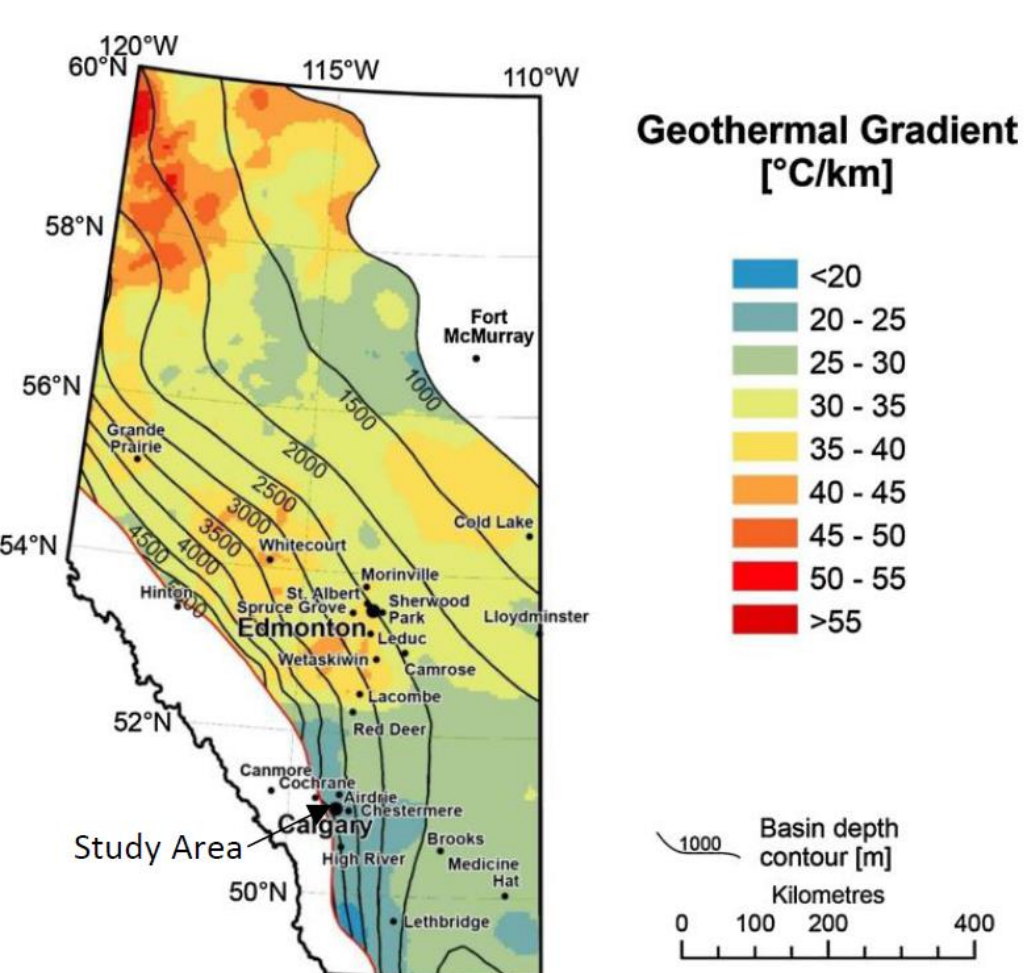 120°W
60°N
115°W
110°W
Geothermal Gradient
[°C/km]
58°N
<20
Fort
McMurray
20 - 25
25 - 30
56°N
1000
1500
30 - 35
Grande
Prairie
2000
35 - 40
2500
40 - 45
3000
3500
Cold Lake
45 - 50
54°N
4500
4000
Whitecourt
50 - 55
Morinville
Hinton
St. Albert
Spruce Grove
Sherwood
Park
Lloydminster
>55
Edmonton
Leduc
Wetaskiwin
Camrose
Lacombe
52°N
Red Deer
Canmore
Cochrane
Airdrie
Chestermere
Calgary
Study Area
High River
Brooks
Medicine
Hat
1000
Basin depth
contour [m]
50°N
Lethbridge
Kilometres
0 100 200 400